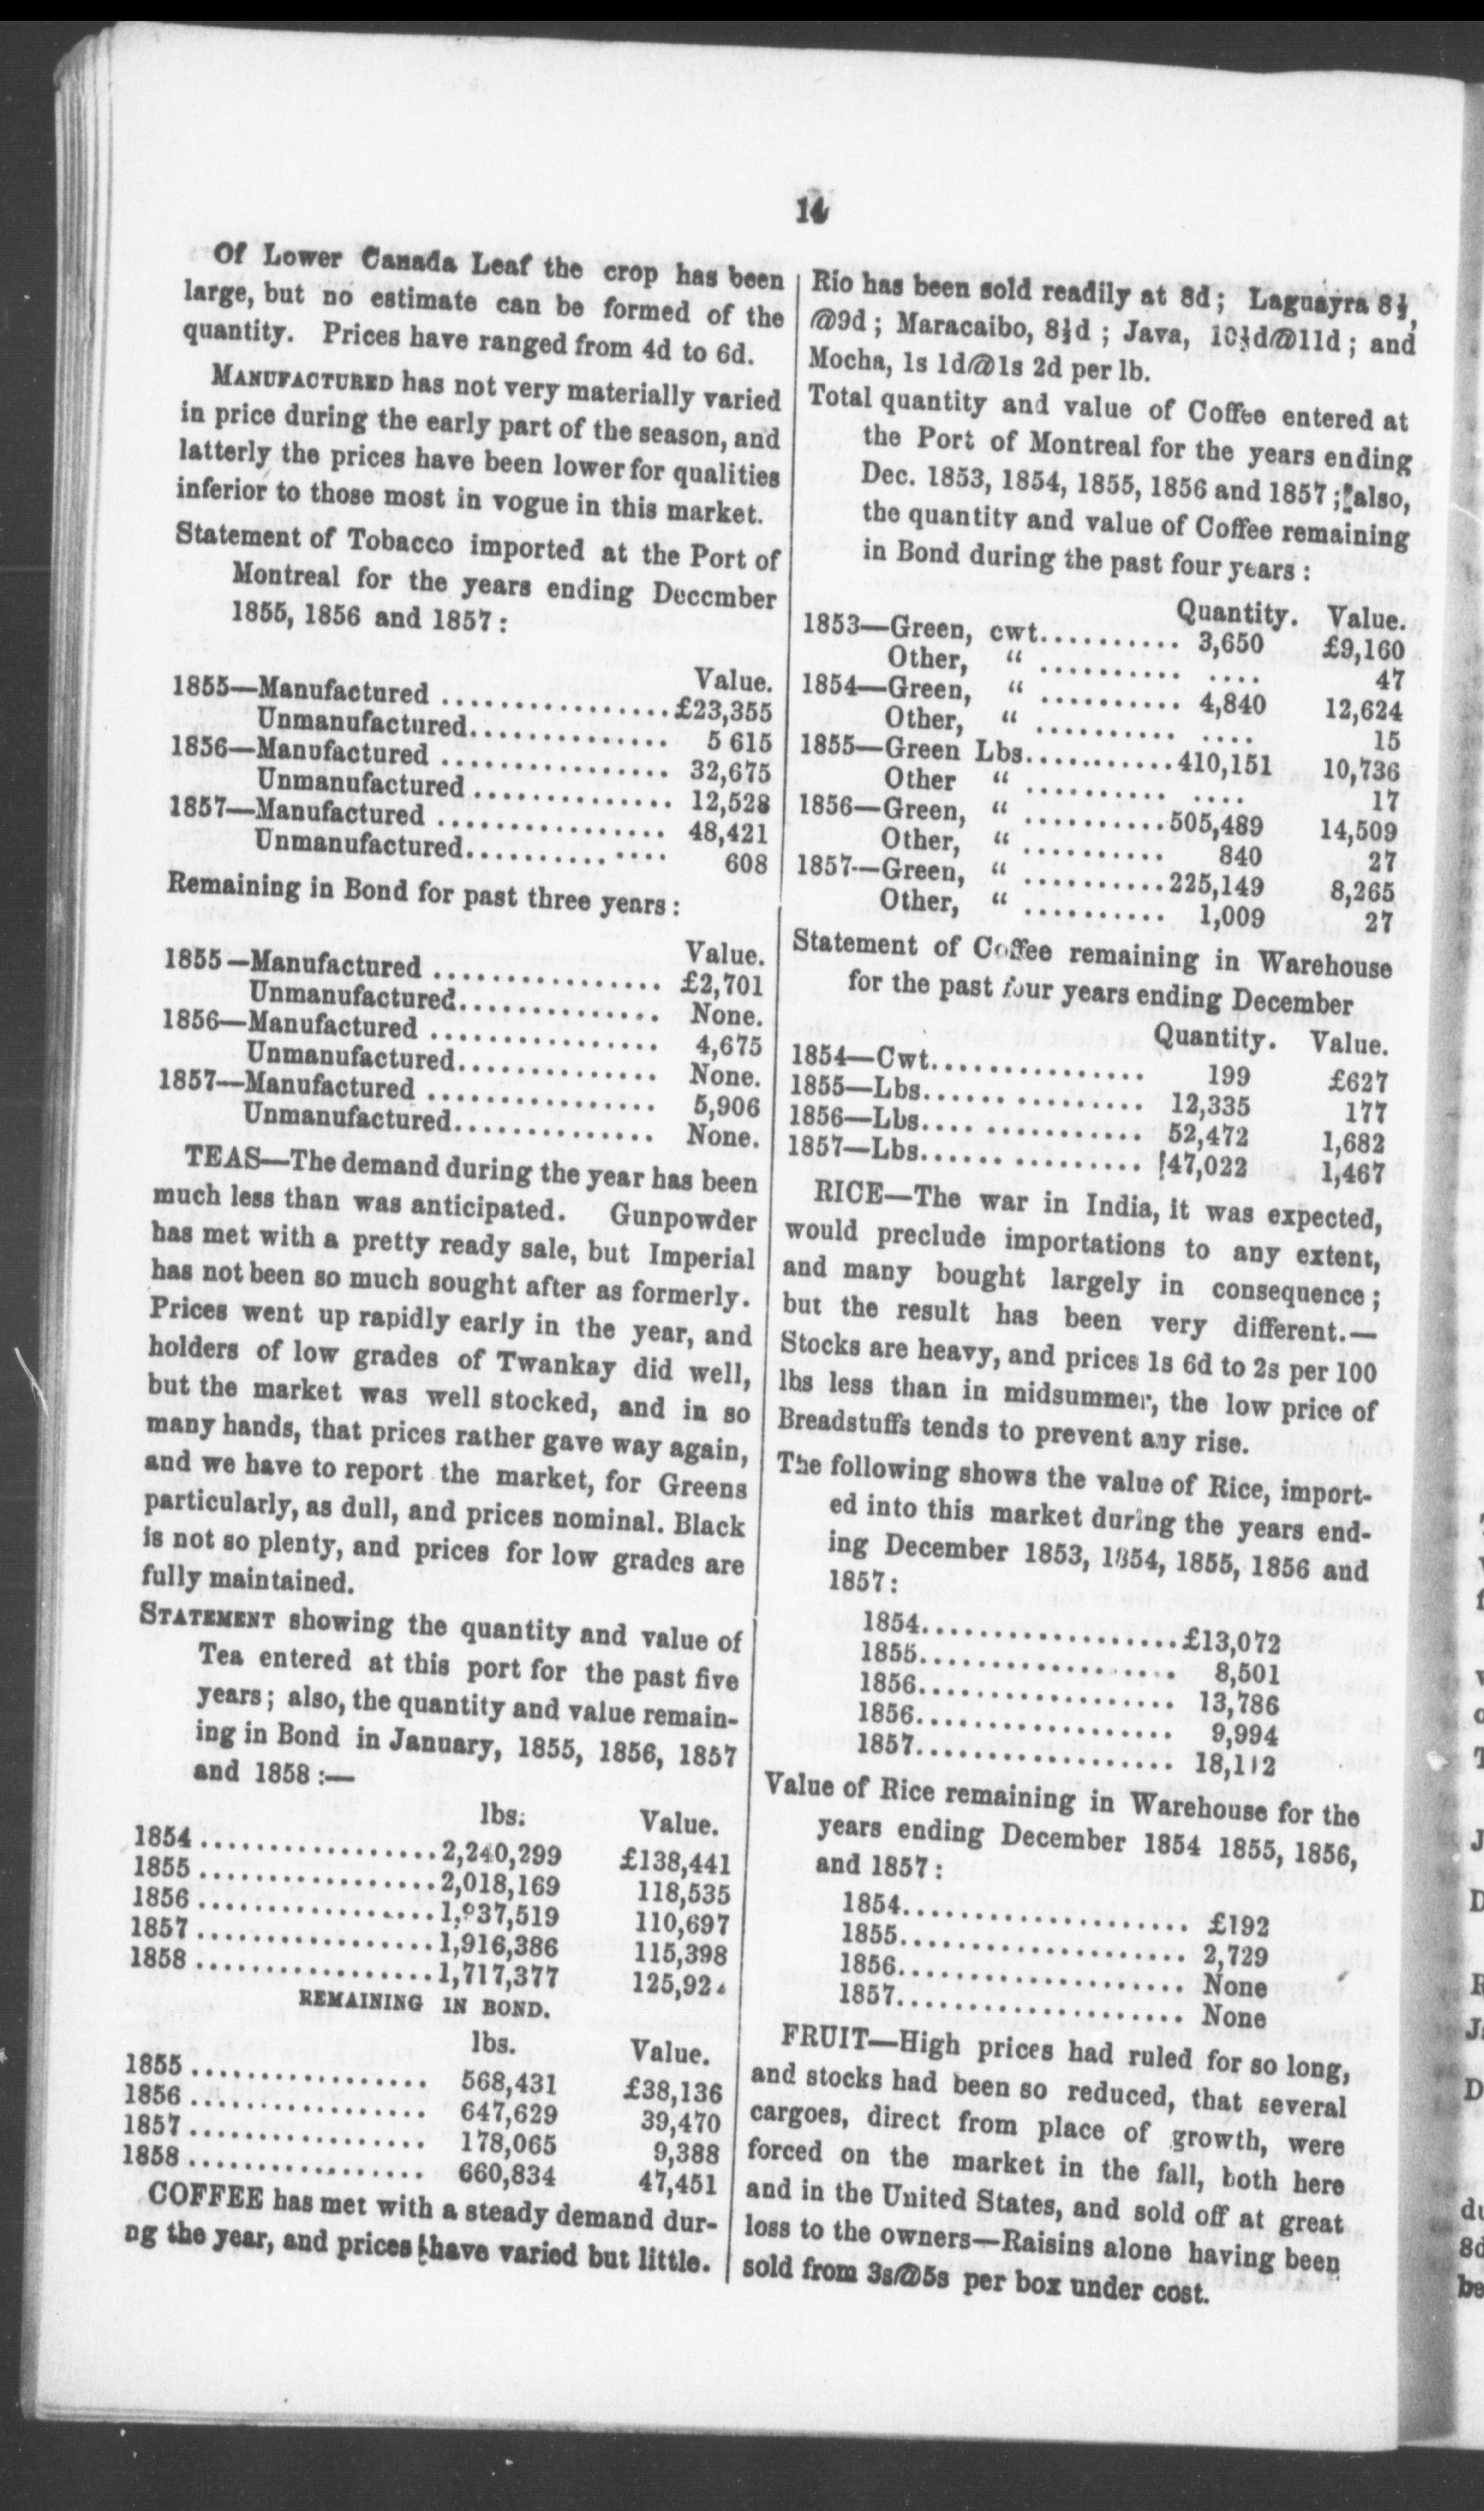 14
Of Lower Canada Leaf the crop has been
large, but no estimate can be formed of the
quantity. Prices have ranged from 4d to 6d.
MANUFACTURED has not very materially varied
in price during the early part of the season, and
latterly the prices have been lower for qualities
inferior to those most in vogue in this market.
Statement of Tobacco imported at the Port of
Montreal for the years ending Deccmber
1855, 1856 and 1857 :
Value.
1855—Manufactured ................£23,355
Unmanufactured.............. 5 615
1856—Manufactured ................ 32,675
Unmanufactured .............. 12,528
1857—Manufactured ................ 48,421
Unmanufactured.............. 608
Remaining in Bond for past three years :
Value.
1855—Manufactured ................ £2,701
Unmanufactured.............. None.
1856—Manufactured ................ 4,675
Unmanufactured.............. None.
1857—Manufactured ................ 5,906
Unmanufactured.............. None.
TEAS—The demand during the year has been
much less than was anticipated. Gunpowder
has met with a pretty ready sale, but Imperial
has not been so much sought after as formerly.
Prices went up rapidly early in the year, and
holders of low grades of Twankay did well,
but the market was well stocked, and in so
many hands, that prices rather gave way again,
and we have to report the market, for Greens
particularly, as dull, and prices nominal. Black
is not so plenty, and prices for low grades are
fully maintained.
STATEMENT showing the quantity and value of
Tea entered at this port for the past five
years; also, the quantity and value remain-
ing in Bond in January, 1855, 1856, 1857
and 1858 :—
lbs. Value.
1854 .................2,240,299 £138,441
1855 .................2,018,169 118,535
1856 ................. 110,697
1857 .................1,916,386 115,398
1858 .................1,717,377
REMAINING IN BOND.
lbs. Value.
1855 ................. 568,431 £38,136
1856 ................. 647,629 39,470
1857 ................. 178,065 9,388
1858 ................. 660,834 47,451
COFFEE has met with a steady demand dur-
ng the year, and prices have varied but little.
Rio has been sold readily at 8d ; Laguayra 8½,
@9d ; Maracaibo, 8½d ; Java, 10½d@11d ; and
Mocha, 1s 1d@1s 2d per lb.
Total quantity and value of Coffee entered at
the Port of Montreal for the years ending
Dec. 1853, 1854, 1855, 1856 and 1857 ; also,
the quantity and value of Coffee remaining
in Bond during the past four years :
Quantity. Value.
1853—Green, cwt.......... 3,650 £9,160
Other, “ .......... .... 47
1854—Green, “ .......... 4,840 12,624
Other, “ .......... .... 15
1855—Green Lbs...........410,151 10,736
Other “ .......... .... 17
1856—Green, “ ..........505,489 14,509
Other, “ .......... 840 27
1857—Green, “ ..........225,149 8,265
Other, “ .......... 1,009 27
Statement of Coffee remaining in Warehouse
for the past four years ending December
Quantity. Value.
1854—Cwt............... 199 £627
1855—Lbs............... 12,335 177
1856—Lbs............... 52,472 1,682
1857—Lbs............... 47,022 1,467
RICE—The war in India, it was expected,
would preclude importations to any extent,
and many bought largely in consequence ;
but the result has been very different.—
Stocks are heavy, and prices 1s 6d to 2s per 100
lbs less than in midsummer, the low price of
Breadstuffs tends to prevent any rise.
The following shows the value of Rice, import-
ed into this market during the years end-
ing December 1853, 1854, 1855, 1856 and
1857 :
1854..................£13,072
1855.................. 8,501
1856.................. 13,786
1856.................. 9,994
1857.................. 18,112
Value of Rice remaining in Warehouse for the
years ending December 1854 1855, 1856,
and 1857 :
1854.................... £192
1855.................... 2,729
1856.................... None
1857.................... None
FRUIT—High prices had ruled for so long,
and stocks had been so reduced, that several
cargoes, direct from place of growth, were
forced on the market in the fall, both here
and in the United States, and sold off at great
loss to the owners—Raisins alone having been
sold from 3s@5s per box under cost.